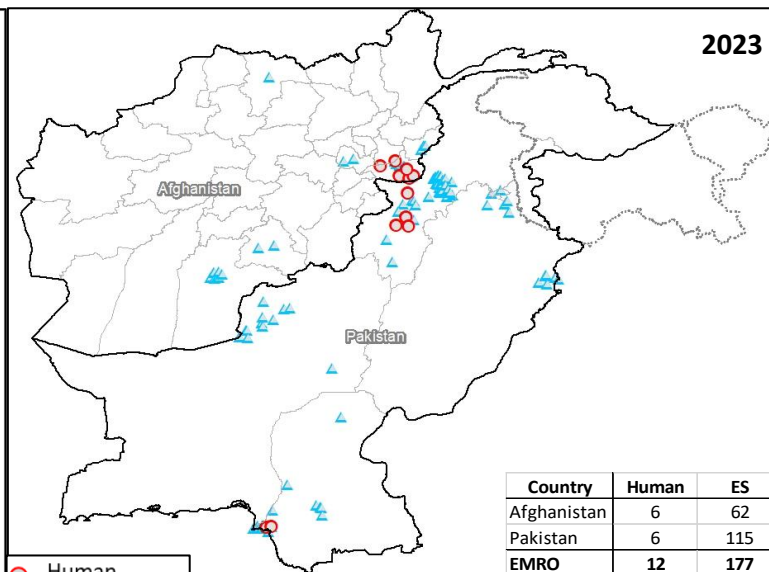 2023
Afghanistan
Pakistan
Country Human ES
Afghanistan 6 62
Pakistan 6 115
EMRO 12 177
Human